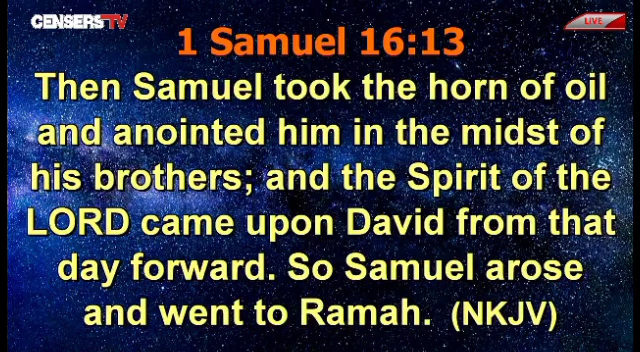 CENSERS TV
LIVE
1 Samuel 16:13
Then Samuel took the horn of oil
and anointed him in the midst of
his brothers; and the Spirit of the
LORD came upon David from that
day forward. So Samuel arose
and went to Ramah. (NKJV)